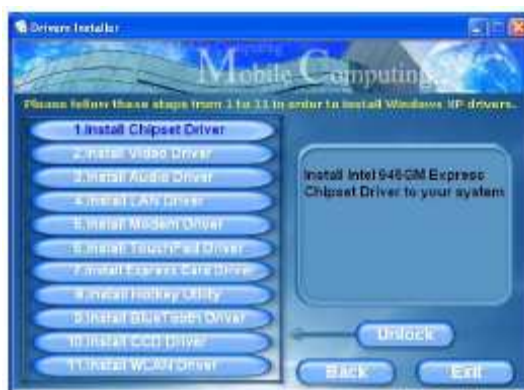 Drivers Installer
Mobile Computing
Please follow these steps from 1 to 11 in order to install Windows XP drivers.
1.Install Chipset Driver
2.Install Video Driver
3.Install Audio Driver
4.Install LAN Driver
5.Install Modem Driver
6.Install TouchPad Driver
7.Install Express Card Driver
8.Install Hotkey Utility
9.Install BlueTooth Driver
10.Install CCD Driver
11.Install WLAN Driver
Install Intel 945GM Express
Chipset Driver to your system
Unlock
Back
Exit